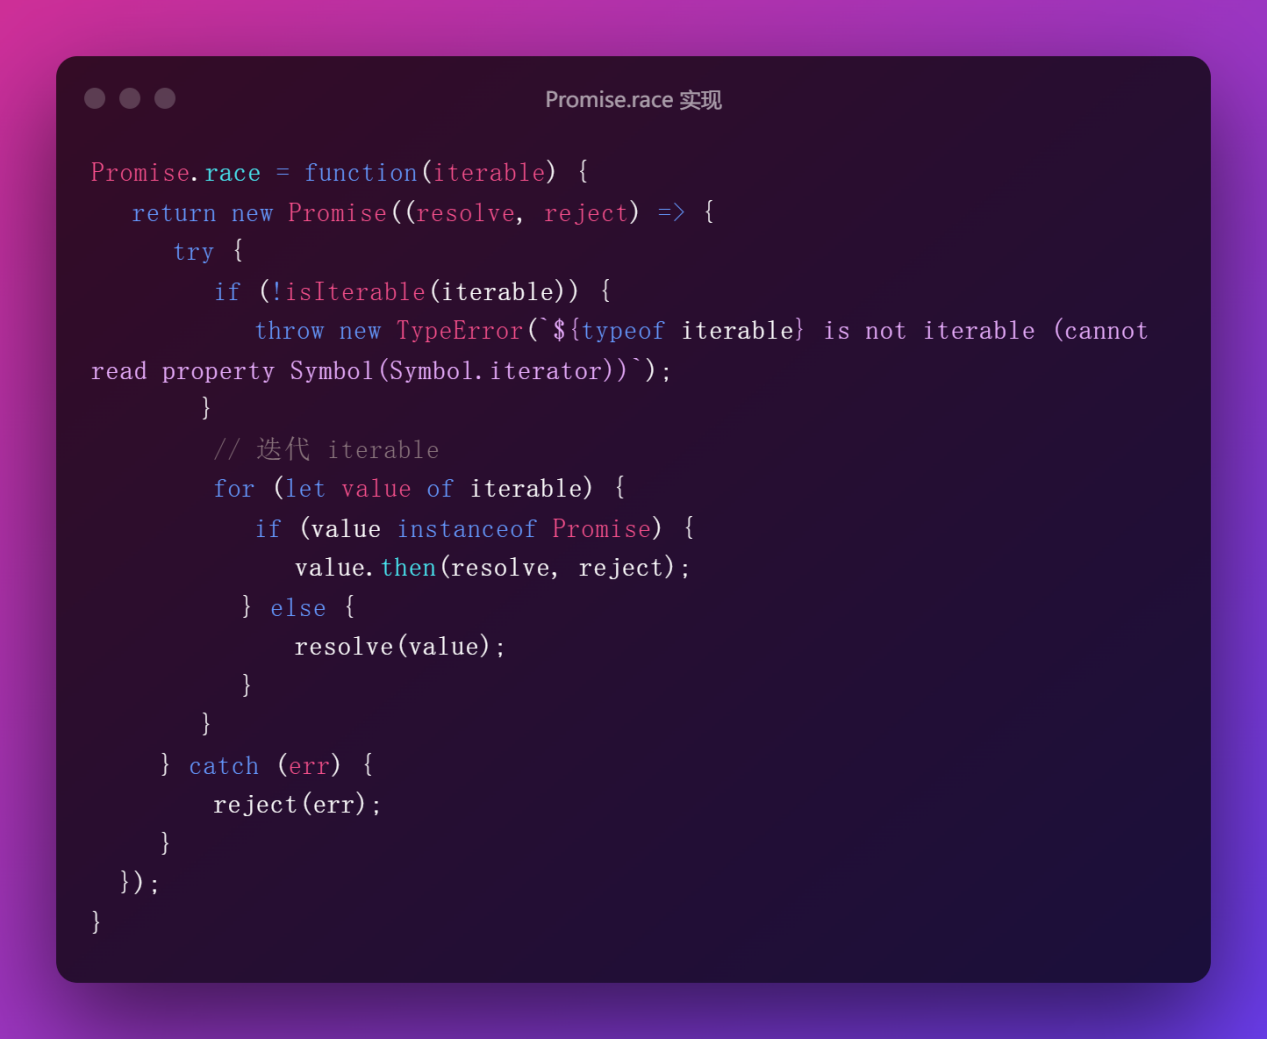 Promise.race 实现
Promise.race = function(iterable) {
return new Promise((resolve, reject) => {
try {
if (!isIterable(iterable)) {
throw new TypeError(`${typeof iterable} is not iterable (cannot
read property Symbol(Symbol.iterator))`);
}
// 迭代 iterable
for (let value of iterable) {
if (value instanceof Promise) {
value.then(resolve, reject);
} else {
resolve(value);
}
}
} catch (err) {
reject(err);
}
});
}